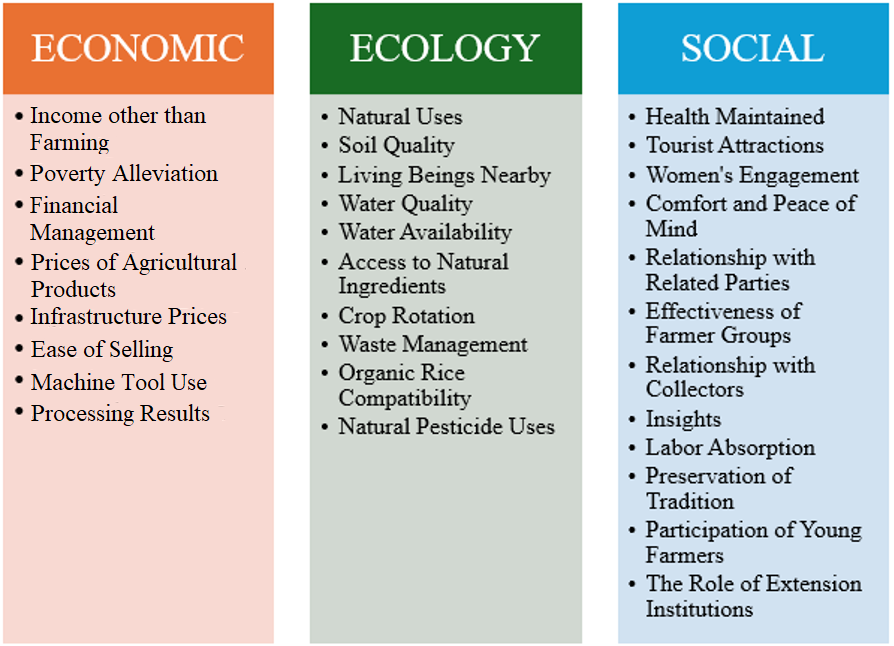 ECONOMIC
• Income other than
Farming
• Poverty Alleviation
• Financial
Management
• Prices of Agricultural
Products
• Infrastructure Prices
• Ease of Selling
• Machine Tool Use
• Processing Results
ECOLOGY
• Natural Uses
• Soil Quality
• Living Beings Nearby
• Water Quality
• Water Availability
• Access to Natural
Ingredients
• Crop Rotation
• Waste Management
• Organic Rice
Compatibility
• Natural Pesticide Uses
SOCIAL
• Health Maintained
• Tourist Attractions
• Women's Engagement
• Comfort and Peace of
Mind
• Relationship with
Related Parties
• Effectiveness of
Farmer Groups
• Relationship with
Collectors
• Insights
• Labor Absorption
• Preservation of
Tradition
• Participation of Young
Farmers
• The Role of Extension
Institutions